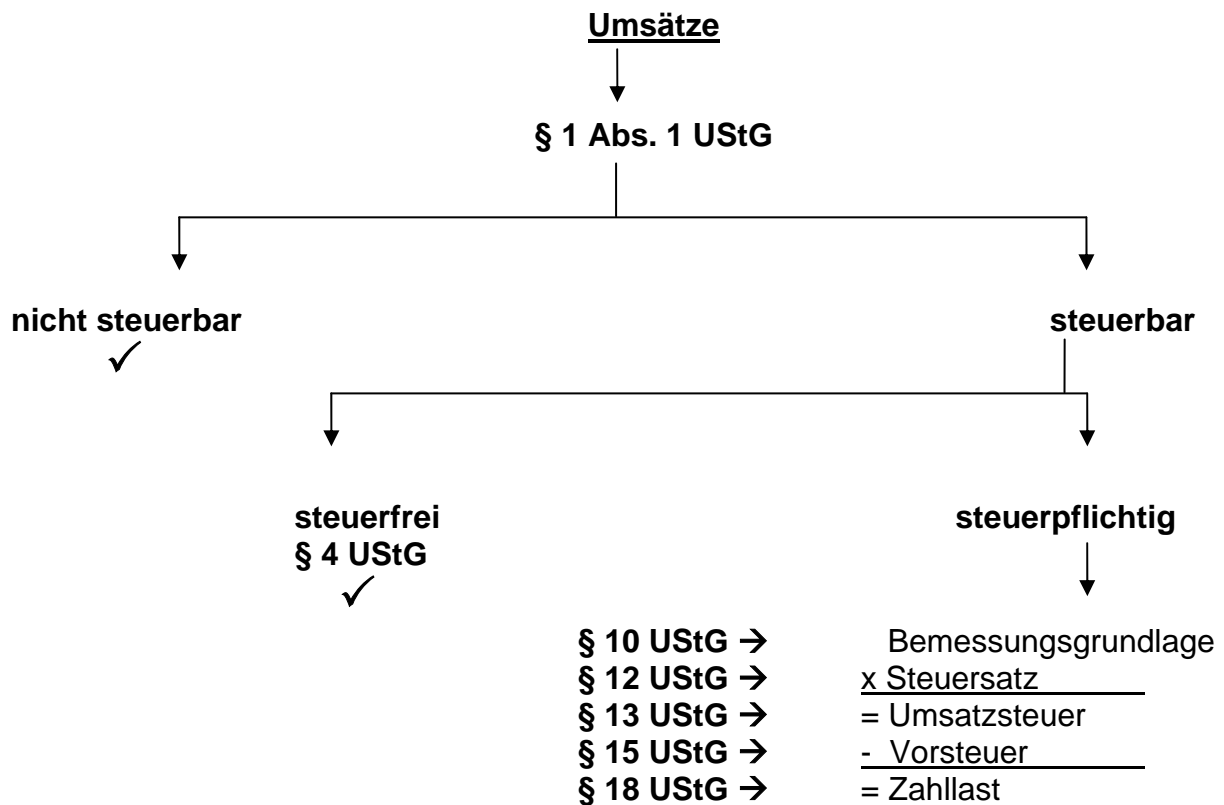 Umsätze
§ 1 Abs. 1 UStG
nicht steuerbar
steuerbar
steuerfrei
§ 4 UStG
steuerpflichtig
§ 10 UStG → Bemessungsgrundlage
§ 12 UStG → x Steuersatz
§ 13 UStG → = Umsatzsteuer
§ 15 UStG → - Vorsteuer
§ 18 UStG → = Zahllast